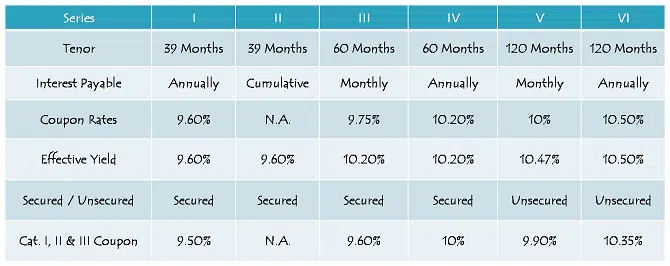 Series I II III IV V VI
Tenor 39 Months 39 Months 60 Months 60 Months 120 Months 120 Months
Interest Payable Annually Cumulative Monthly Annually Monthly Annually
Coupon Rates 9.60% N.A. 9.75% 10.20% 10% 10.50%
Effective Yield 9.60% 9.60% 10.20% 10.20% 10.47% 10.50%
Secured / Unsecured Secured Secured Secured Secured Unsecured Unsecured
Cat. I, II & III Coupon 9.50% N.A. 9.60% 10% 9.90% 10.35%